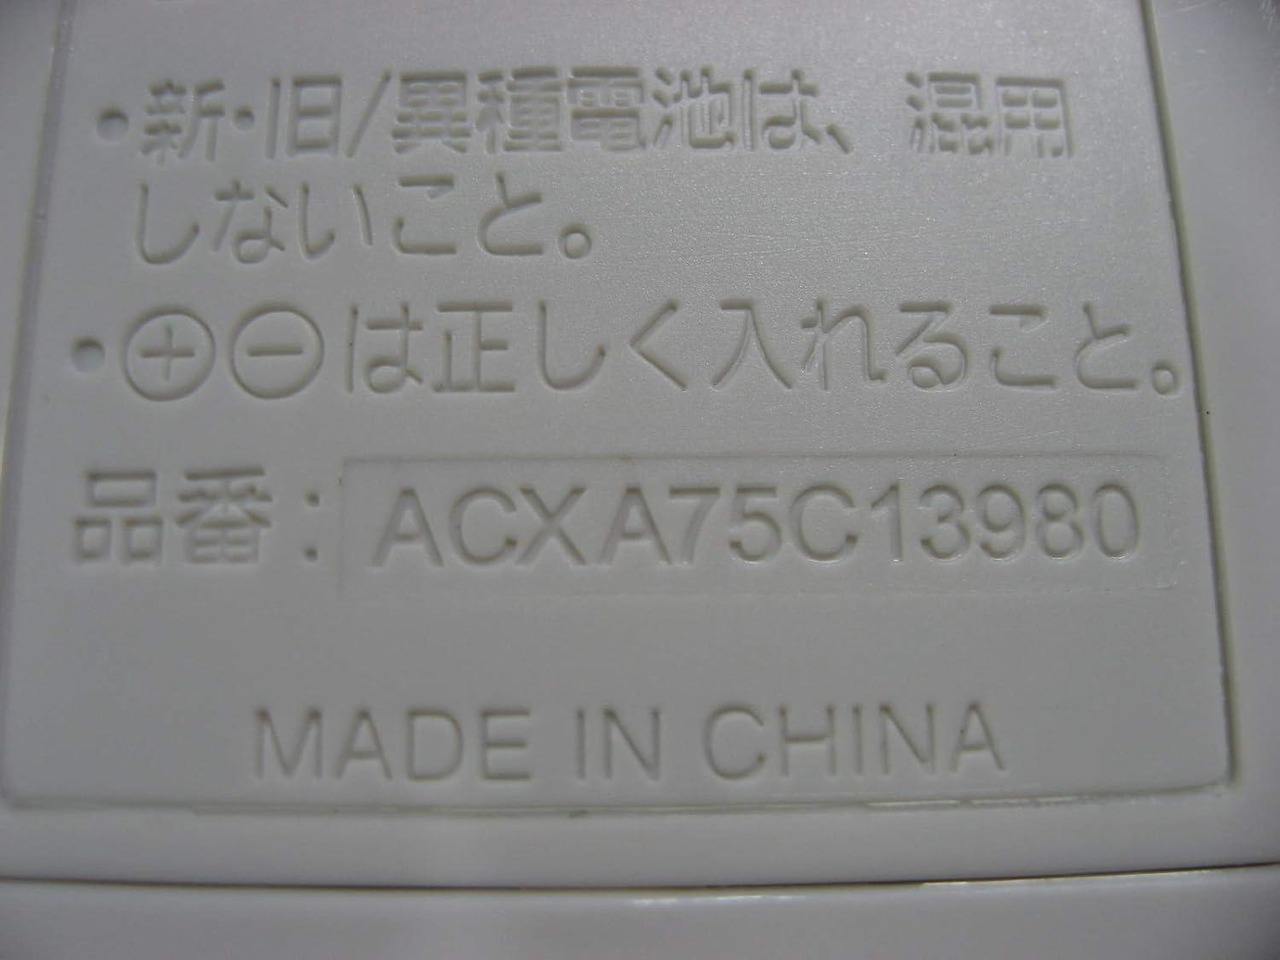 ・新・旧/異種電池は、混用
しないこと。
・⊕⊖は正しく入れること。
品番：ACXA75C13980
MADE IN CHINA